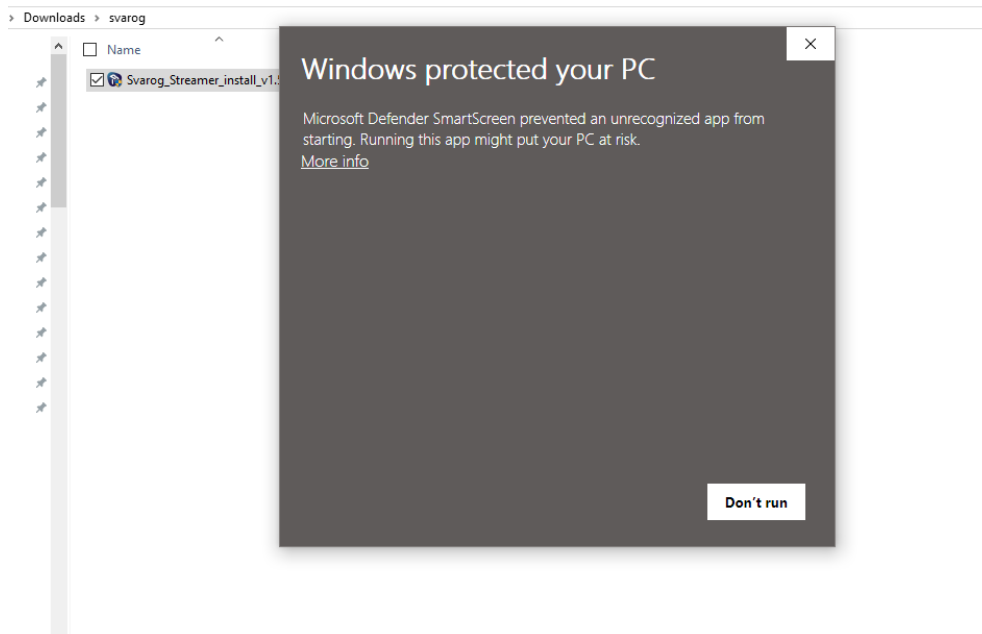 Downloads > svarog
Name
Svarog_Streamer_install_v1.5
Windows protected your PC
Microsoft Defender SmartScreen prevented an unrecognized app from
starting. Running this app might put your PC at risk.
More info
Don't run